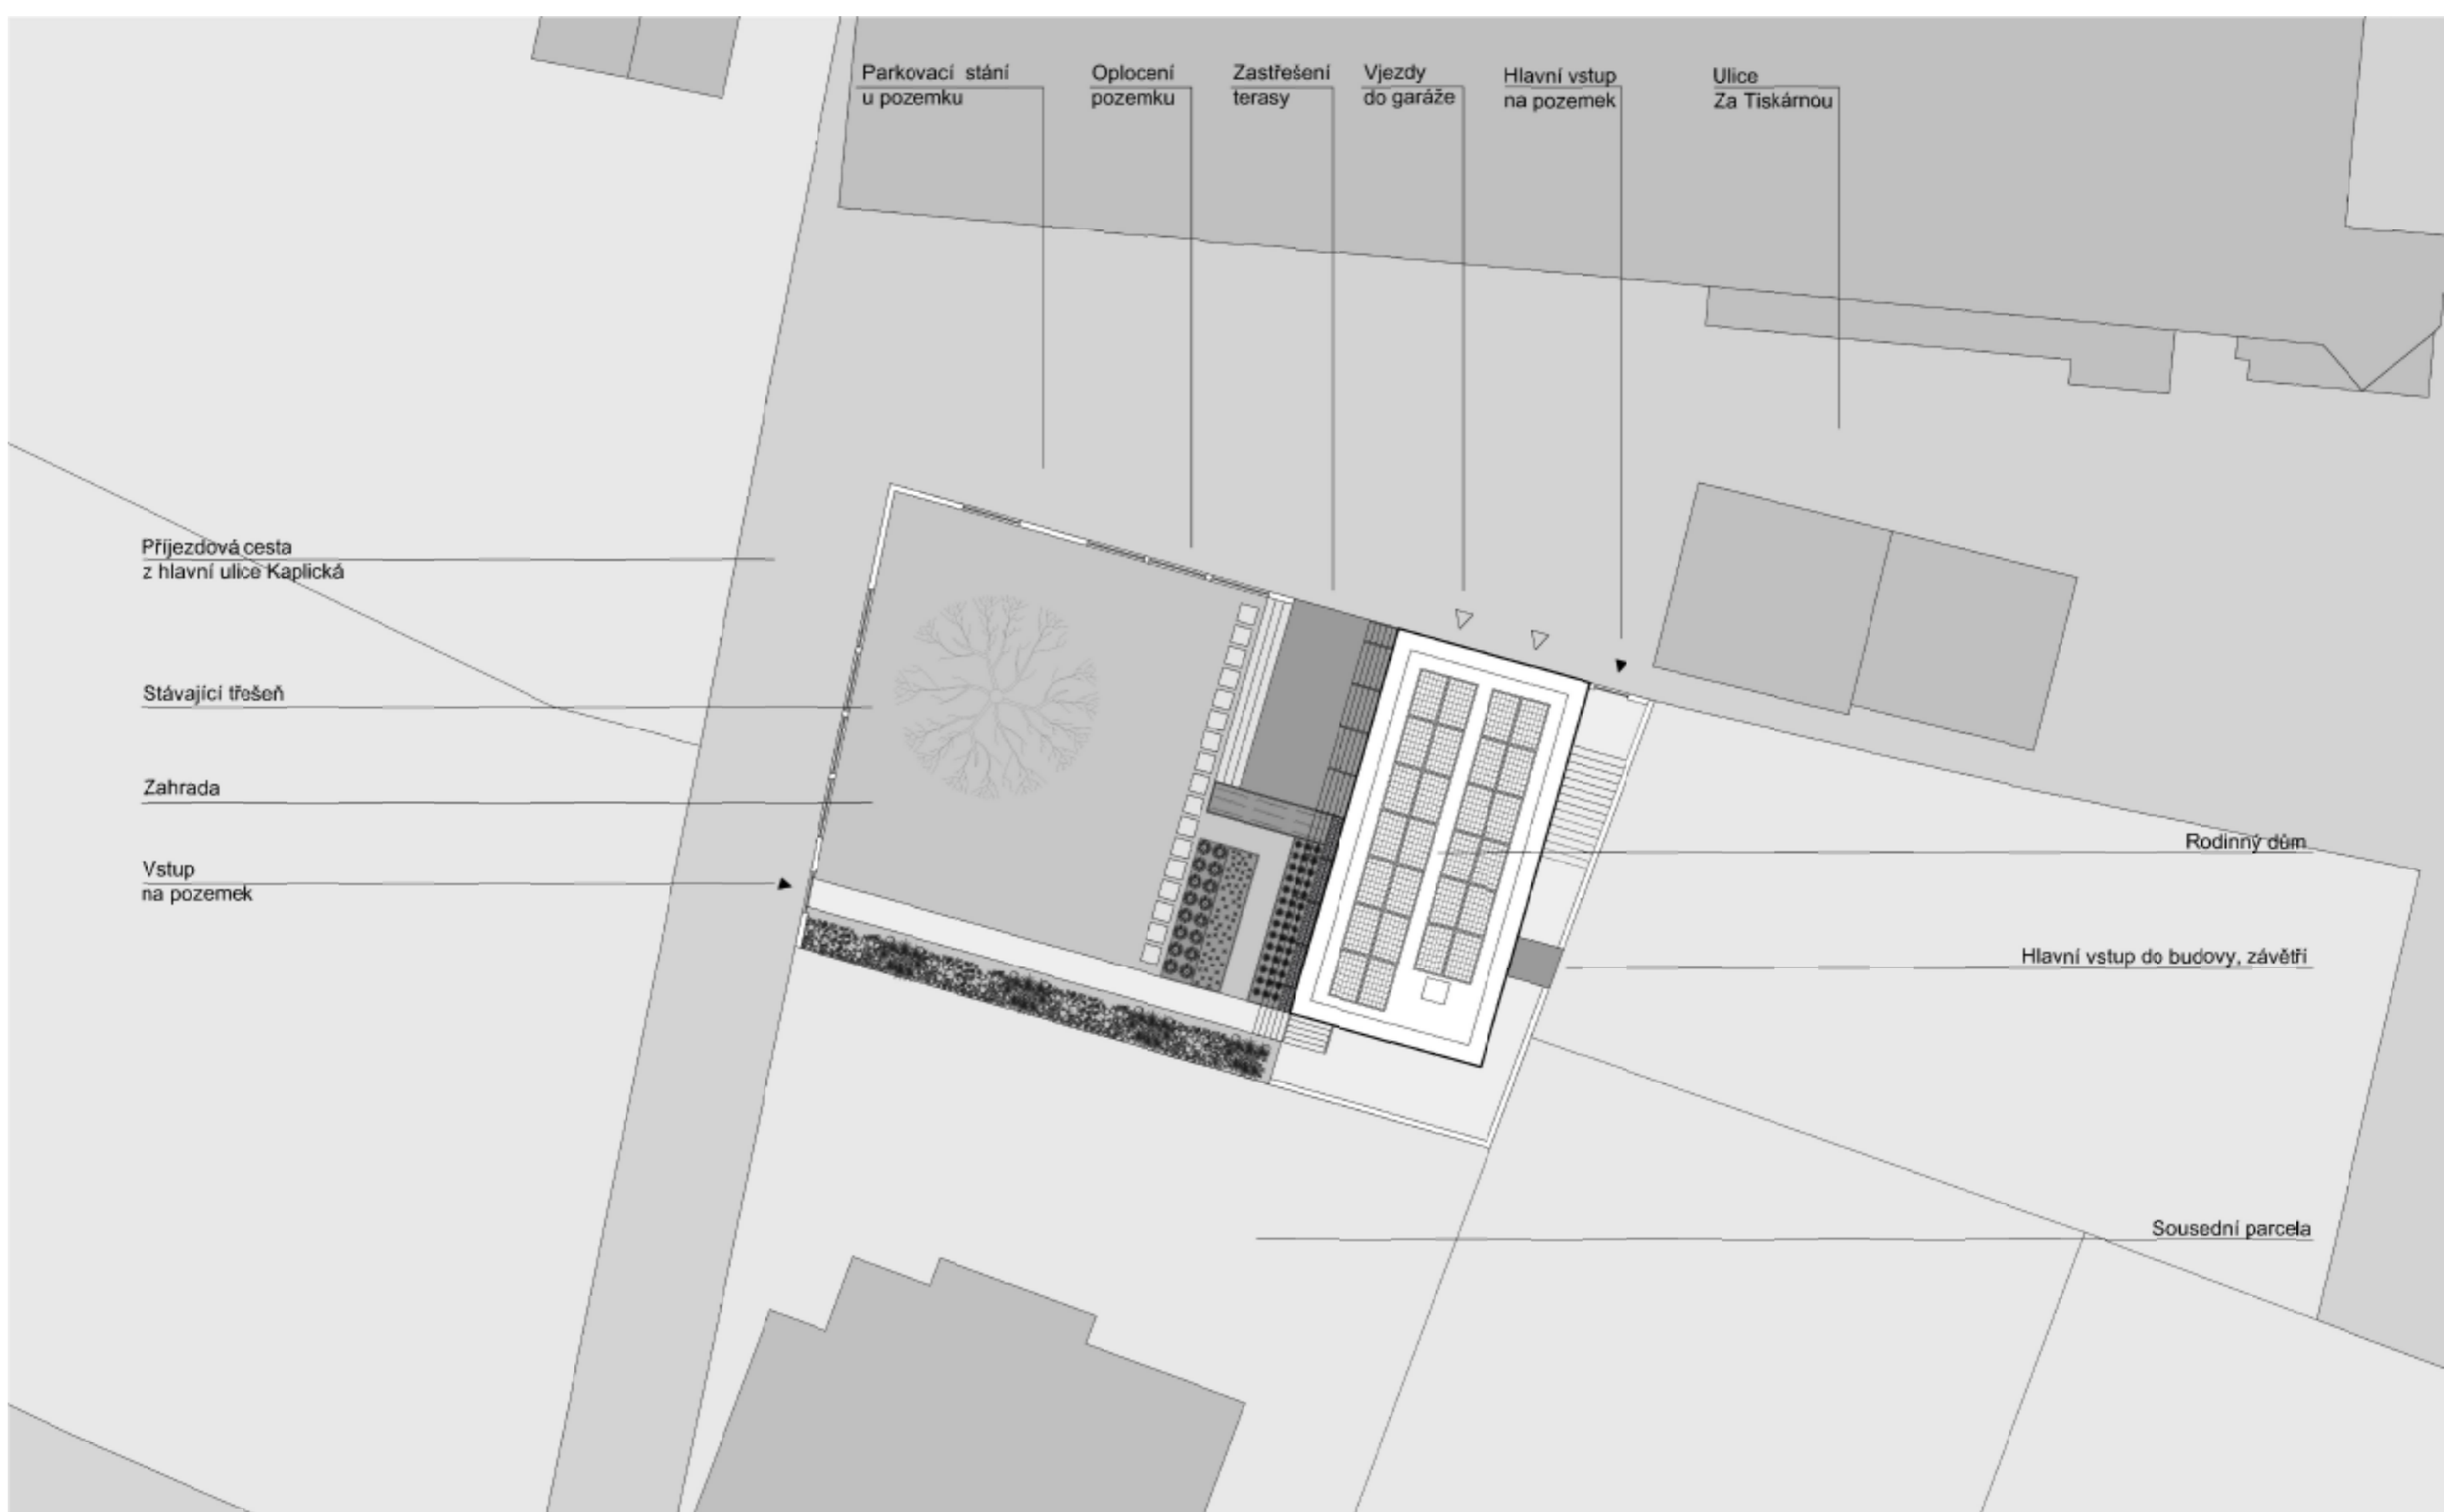 Parkovací stání
u pozemku
Oplocení
pozemku
Zastřešení
terasy
Vjezdy
do garáže
Hlavní vstup
na pozemek
Ulice
Za Tiskárnou
Příjezdová cesta
z hlavní ulice Kaplická
Stávající třešeň
Zahrada
Vstup
na pozemek
Rodinný dům
Hlavní vstup do budovy, závětří
Sousední parcela